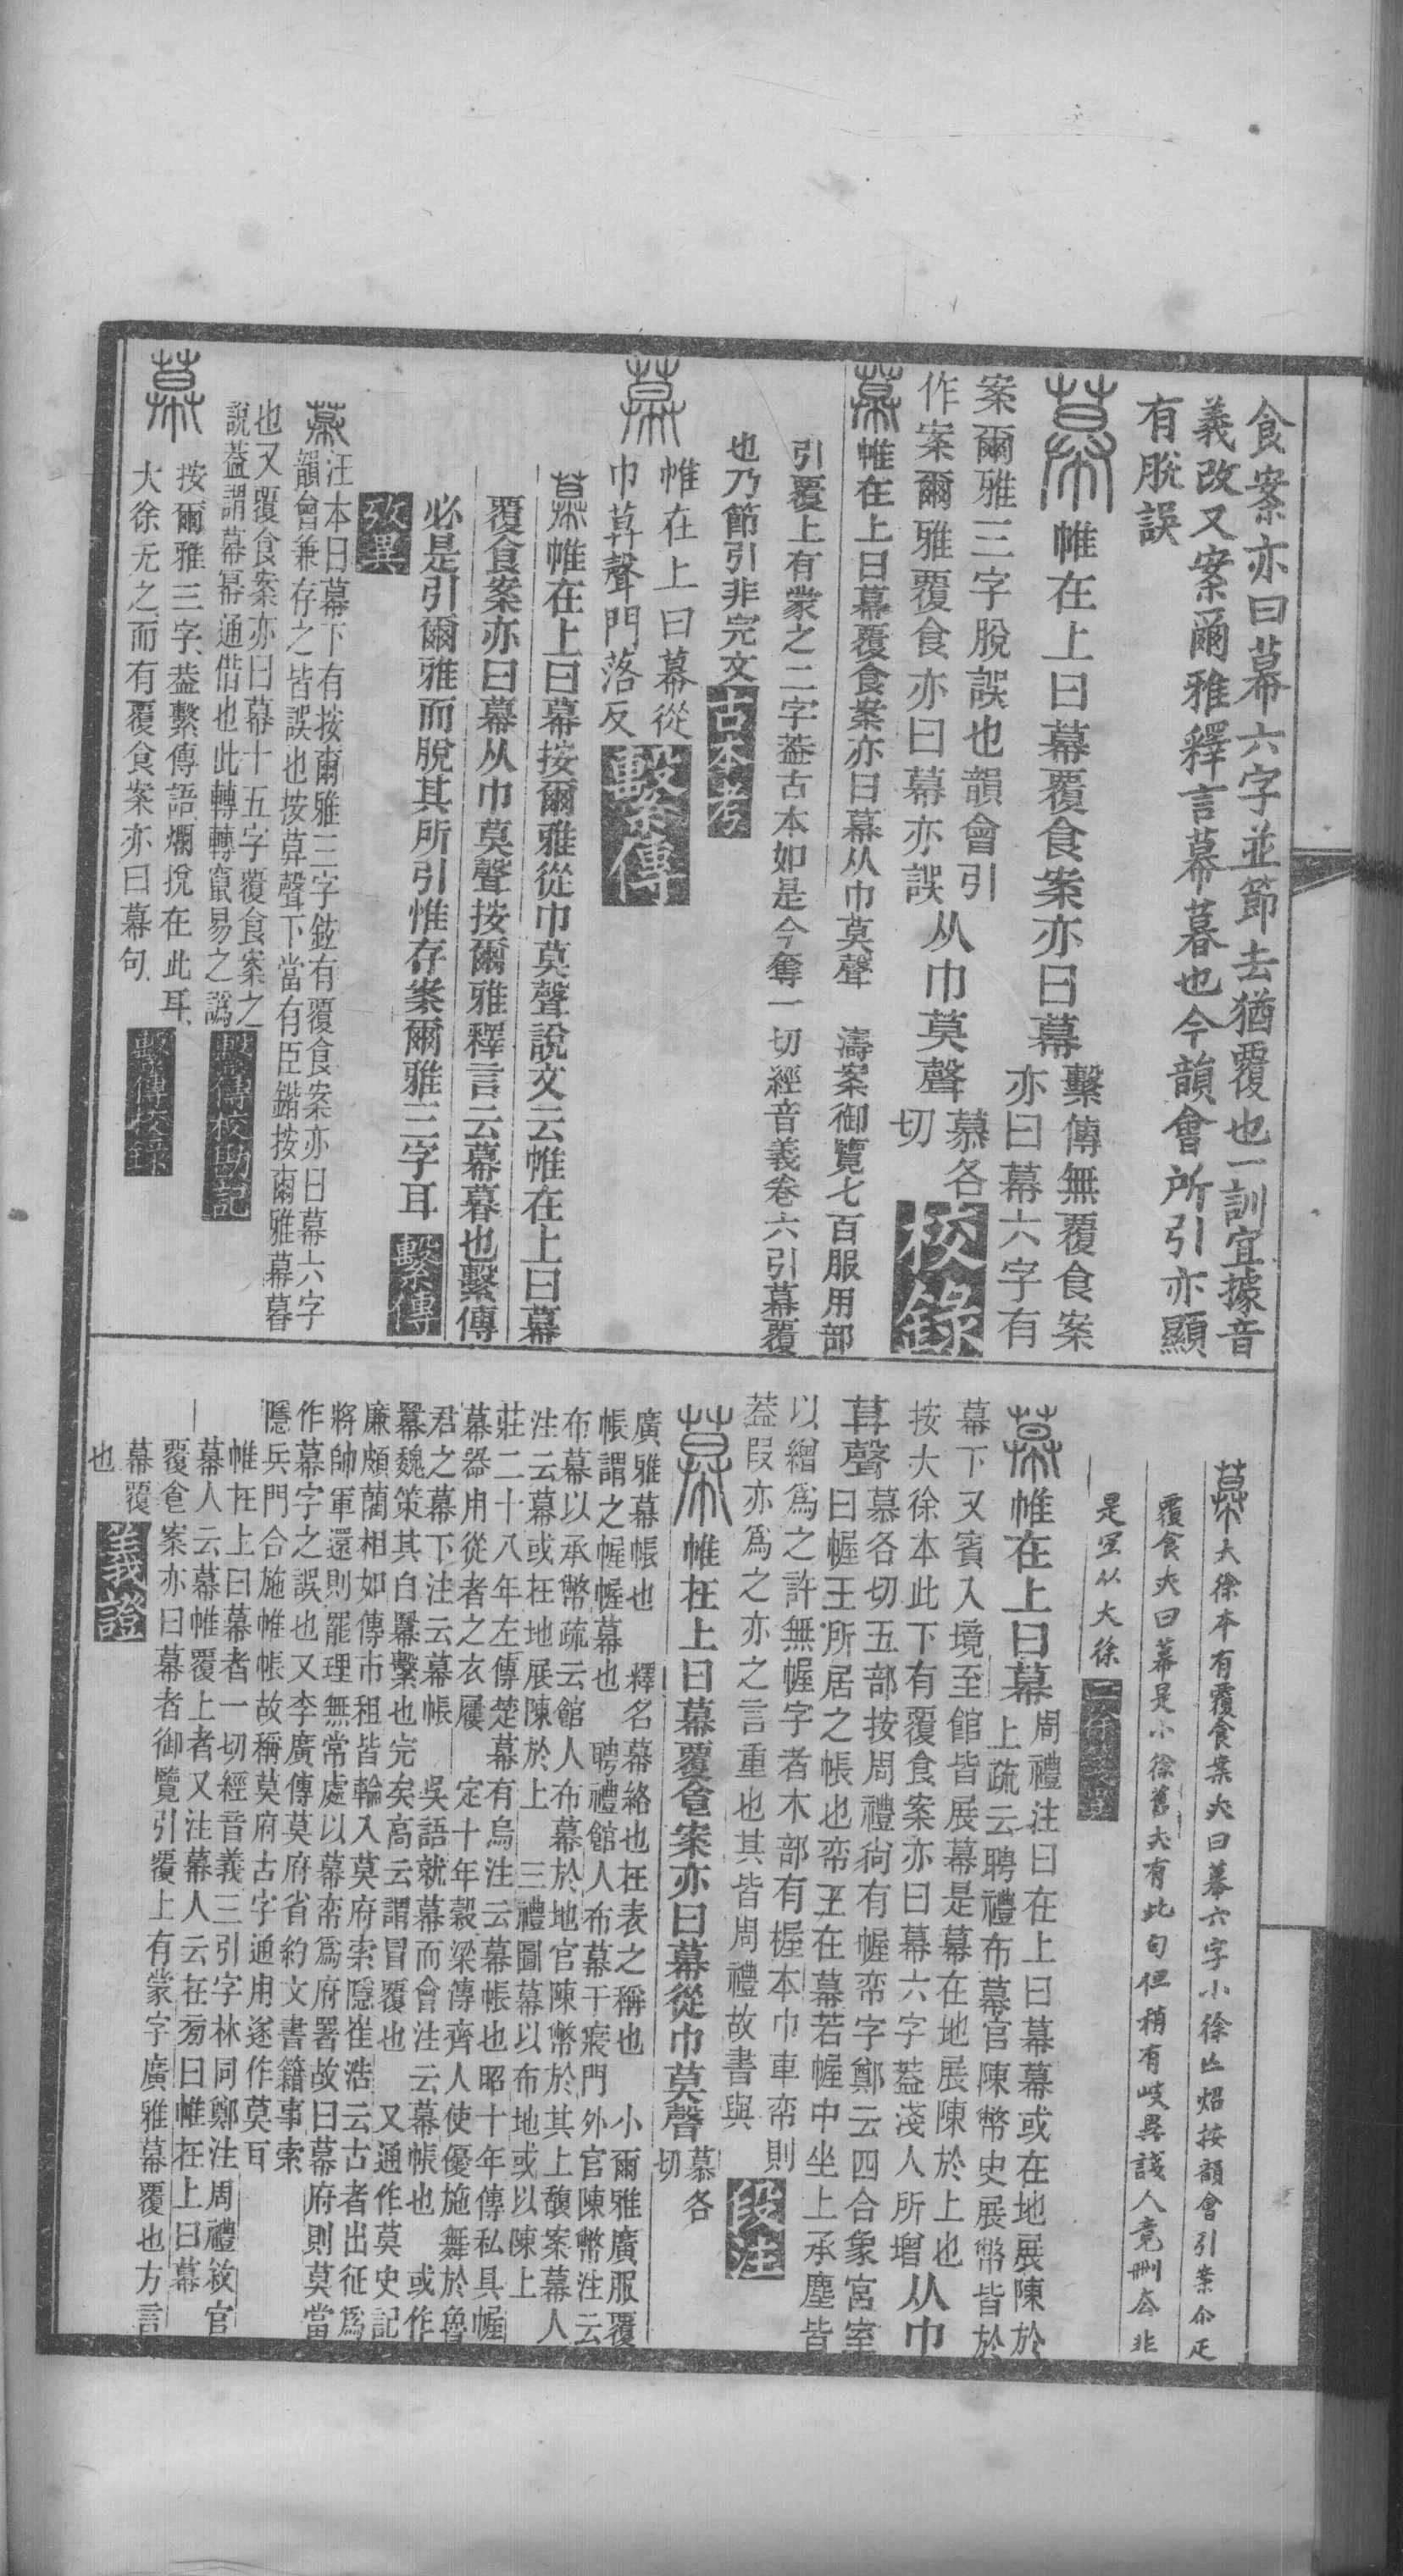 食案亦曰幕六字並節去猶覆也一訓宜據音
義改又案爾雅釋言幕暮也今韻會所引亦顯
有脫誤
幕帷在上曰幕覆食案亦曰幕繫傳無覆食案
亦曰幕六字有
案爾雅三字脫誤也韻會引
作案爾雅覆食亦曰幕亦誤
从巾莫聲慕各
切校錄
幕帷在上曰幕覆食案亦曰幕从巾莫聲 濤案御覽七百服用部
引覆上有蒙之二字葢古本如是今奪一切經音義卷六引幕覆
也乃節引非完文古本考
幕帷在上曰幕從
巾莫聲門落反繫傳
幕帷在上曰幕按爾雅從巾莫聲說文云帷在上曰幕
覆食案亦曰幕从巾莫聲按爾雅釋言云幕暮也繫傳
必是引爾雅而脫其所引惟存案爾雅三字耳繫傳
攷異
幕汪本曰幕下有按爾雅三字鉉有覆食案亦曰幕六字
韻會兼存之皆誤也按莫聲下當有臣鍇按爾雅幕暮
也又覆食案亦曰幕十五字覆食案之
說葢謂幕冪通借也此轉轉竄易之譌繫傳校勘記
幕按爾雅三字葢繫傳語爛挩在此耳
大徐无之而有覆食案亦曰幕句繫傳校錄
幕大徐本有覆食案夾曰幕六字小徐亾炤按韻會引案尒疋
覆食夾曰幕是小徐舊夾有此句但稍有歧異諓人竟刪厺非
是坙从大徐二徐箋異
幕帷在上曰幕周禮注曰在上曰幕幕或在地展陳於
上疏云聘禮布幕官陳幣史展幣皆於
幕下又賓入境至館皆展幕是幕在地展陳於上也
按大徐本此下有覆食案亦曰幕六字葢淺人所增从巾
莫聲慕各切五部按周禮尙有幄帟字鄭云四合象宮室
曰幄王所居之帳也帟王在幕若幄中坐上承塵皆
以繒爲之許無幄字者木部有楃本巾車帟則
葢叚亦爲之亦之言重也其皆周禮故書與段注
幕帷在上曰幕覆食案亦曰幕從巾莫聲慕各
切
廣雅幕帳也 釋名幕絡也在表之稱也 小爾雅廣服覆
帳謂之幄幄幕也 聘禮館人布幕于寢門外官陳幣注云
布幕以承幣疏云館人布幕於地官陳幣於其上馥案幕人
注云幕或在地展陳於上 三禮圖幕以布地或以陳上
莊二十八年左傳楚幕有烏注云幕帳也昭十年傳私具幄
幕器用從者之衣屨 定十年穀梁傳齊人使優施舞於魯
君之幕下注云幕帳 吳語就幕而會注云幕帳也 或作
冪魏策其自冪繫也完矣高云謂冒覆也 又通作莫史記
廉頗藺相如傳市租皆輸入莫府索隱崔浩云古者出征爲
將帥軍還則罷理無常處以幕帟爲府署故曰幕府則莫當
作幕字之誤也又李廣傳莫府省約文書籍事索
隱兵門合施帷帳故稱莫府古字通用遂作莫耳
帷在上曰幕者一切經音義三引字林同鄭注周禮敘官
幕人云幕帷覆上者又注幕人云在旁曰帷在上曰幕
覆食案亦曰幕者御覽引覆上有蒙字廣雅幕覆也方言
幕覆
也義證